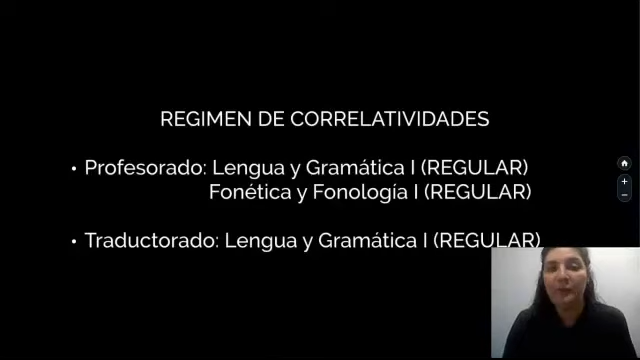 REGIMEN DE CORRELATIVIDADES
• Profesorado: Lengua y Gramática I (REGULAR)
Fonética y Fonología I (REGULAR)
• Traductorado: Lengua y Gramática I (REGULAR)